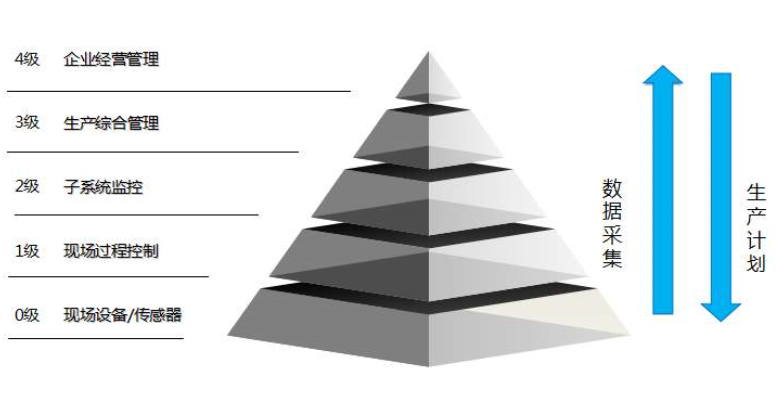 4级 企业经营管理
3级 生产综合管理
2级 子系统监控
1级 现场过程控制
0级 现场设备/传感器
数据采集
生产计划